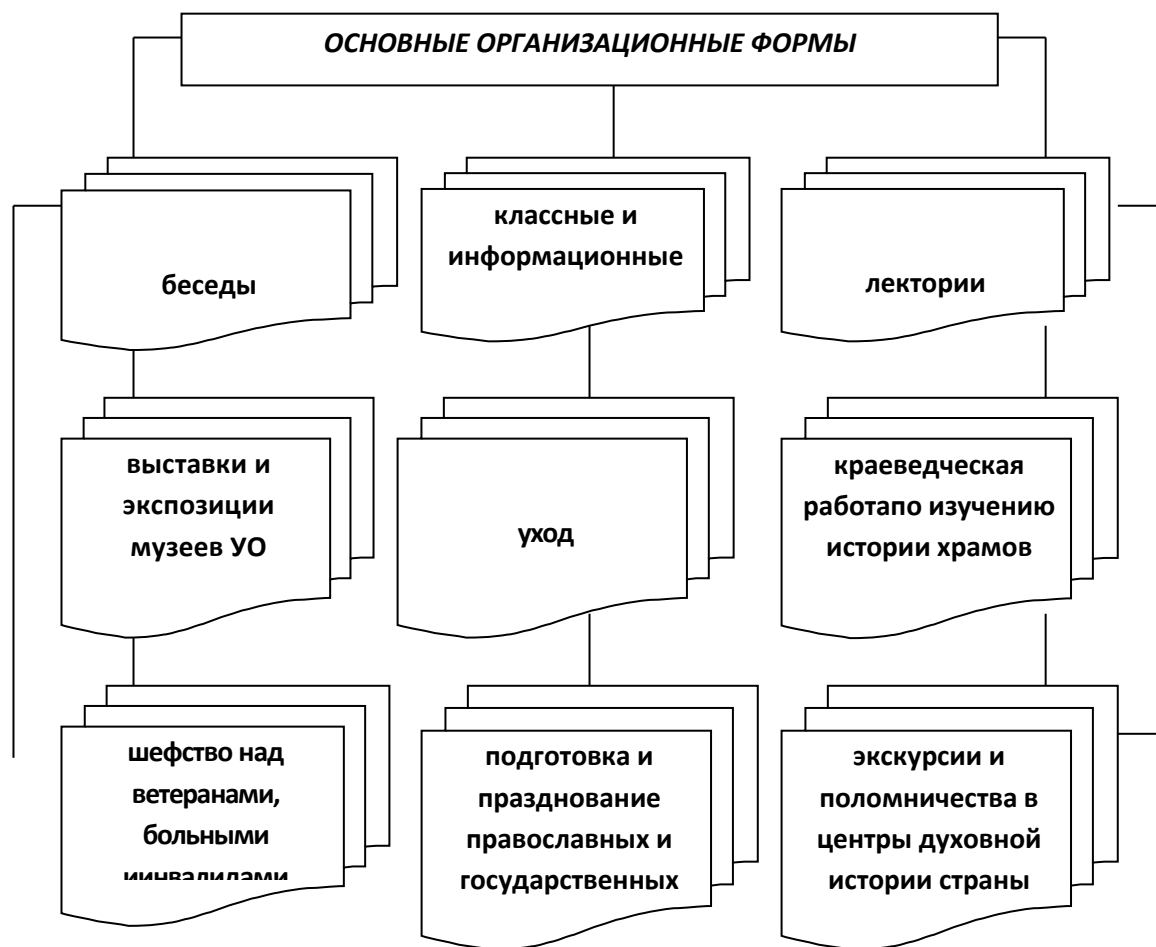 ОСНОВНЫЕ ОРГАНИЗАЦИОННЫЕ ФОРМЫ
беседы
классные и
информационные
лектории
выставки и
экспозиции
музеев УО
уход
краеведческая
работапо изучению
истории храмов
шефство над
ветеранами,
больными
иинвалидами
подготовка и
празднование
православных и
государственных
экскурсии и
поломничества в
центры духовной
истории страны